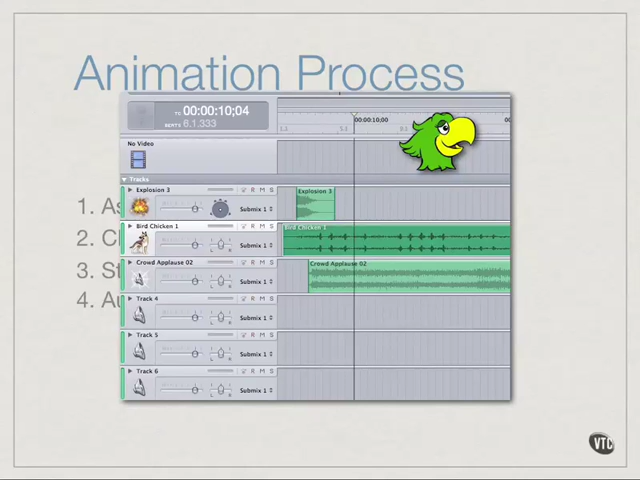 Animation Process
TC 00:00:10;04
BEATS 6.1.333
00:00:10;00
No Video
Tracks
Explosion 3
Submix 1
Explosion 3
Bird Chicken 1
Submix 1
Bird Chicken 1
Crowd Applause 02
Submix 1
Crowd Applause 02
Track 4
Submix 1
Track 5
Submix 1
Track 6
Submix 1
1. As
2. C
3. St
4. Au
VTC